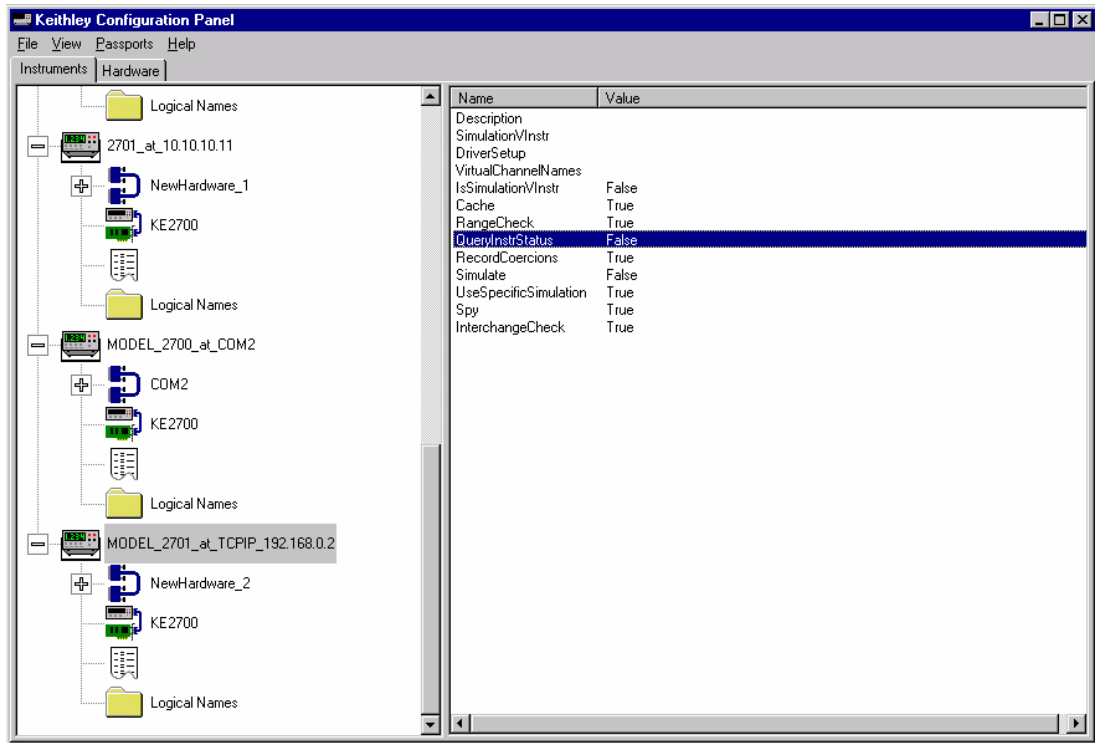 Keithley Configuration Panel
File View Passports Help
Instruments Hardware
Logical Names
2701_at_10.10.10.11
NewHardware_1
KE2700
Logical Names
MODEL_2700_at_COM2
COM2
KE2700
Logical Names
MODEL_2701_at_TCPIP_192.168.0.2
NewHardware_2
KE2700
Logical Names
Name Value
Description
SimulationVInstr
DriverSetup
VirtualChannelNames
IsSimulationVInstr False
Cache True
RangeCheck True
QueryInstrStatus False
RecordCoercions True
Simulate False
UseSpecificSimulation True
Spy True
InterchangeCheck True